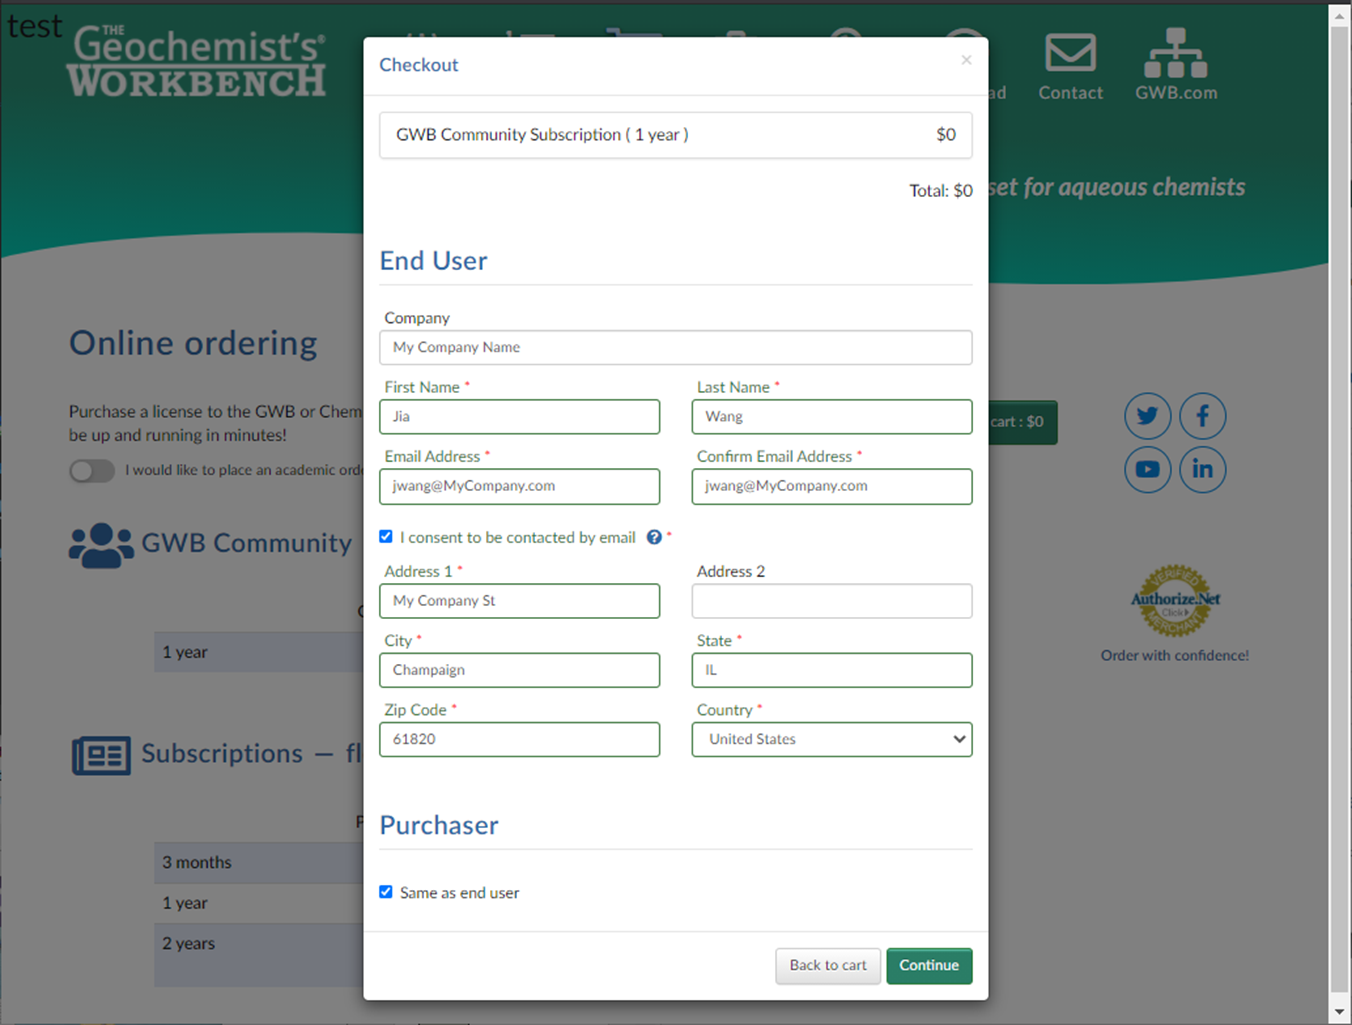 test
THE
Geochemist's®
WORKBENCH
ad
Contact
GWB.com
set for aqueous chemists
Checkout
×
GWB Community Subscription ( 1 year )
$0
Total: $0
End User
Company
My Company Name
First Name *
Last Name *
Jia
Wang
Email Address *
Confirm Email Address *
jwang@MyCompany.com
jwang@MyCompany.com
I consent to be contacted by email ? *
Address 1 *
Address 2
My Company St
City *
State *
Champaign
IL
Zip Code *
Country *
61820
United States
Purchaser
Same as end user
Back to cart
Continue
Online ordering
Purchase a license to the GWB or Chem
be up and running in minutes!
I would like to place an academic orde
cart : $0
GWB Community
1 year
Subscriptions — fl
P
3 months
1 year
2 years
VERIFIED
Authorize.Net
Click
MERCHANT
Order with confidence!